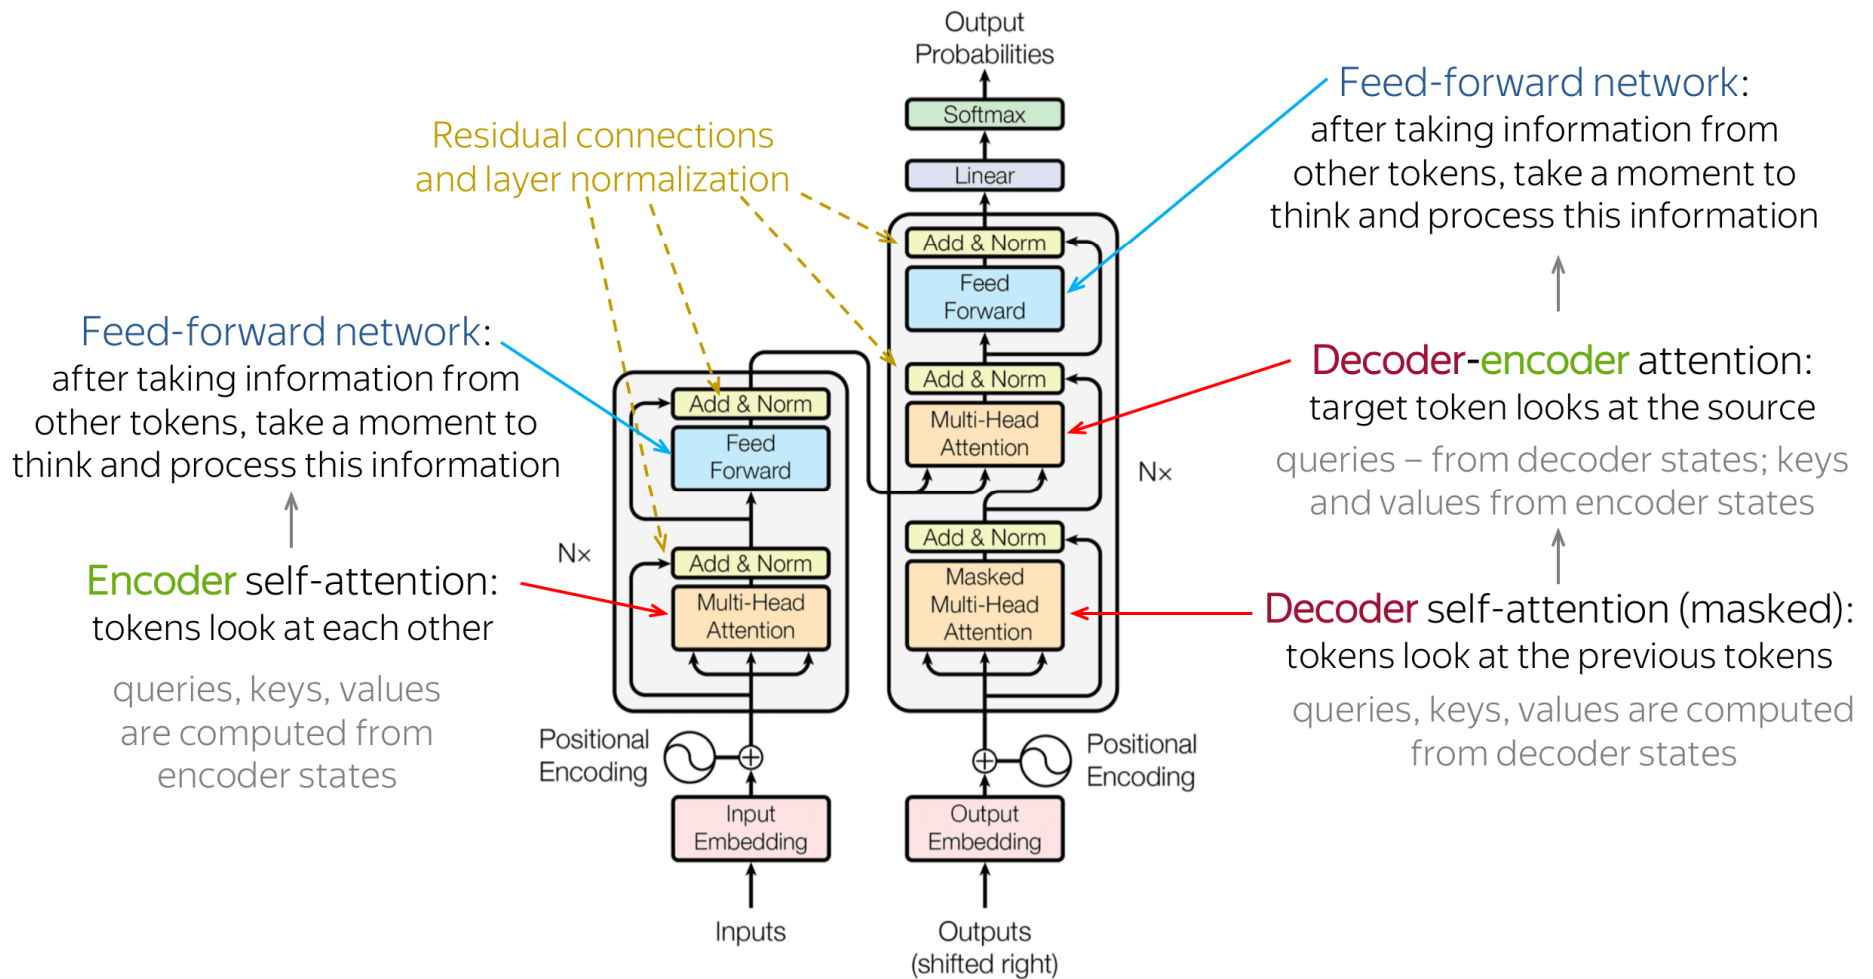 Output
Probabilities
Softmax
Linear
Add & Norm
Feed
Forward
Add & Norm
Multi-Head
Attention
Nx
Add & Norm
Masked
Multi-Head
Attention
Positional
Encoding
Output
Embedding
Outputs
(shifted right)
Residual connections
and layer normalization
Add & Norm
Feed
Forward
Nx
Add & Norm
Multi-Head
Attention
Positional
Encoding
Input
Embedding
Inputs
Feed-forward network:
after taking information from
other tokens, take a moment to
think and process this information
Encoder self-attention:
tokens look at each other
queries, keys, values
are computed from
encoder states
Feed-forward network:
after taking information from
other tokens, take a moment to
think and process this information
Decoder-encoder attention:
target token looks at the source
queries – from decoder states; keys
and values from encoder states
Decoder self-attention (masked):
tokens look at the previous tokens
queries, keys, values are computed
from decoder states